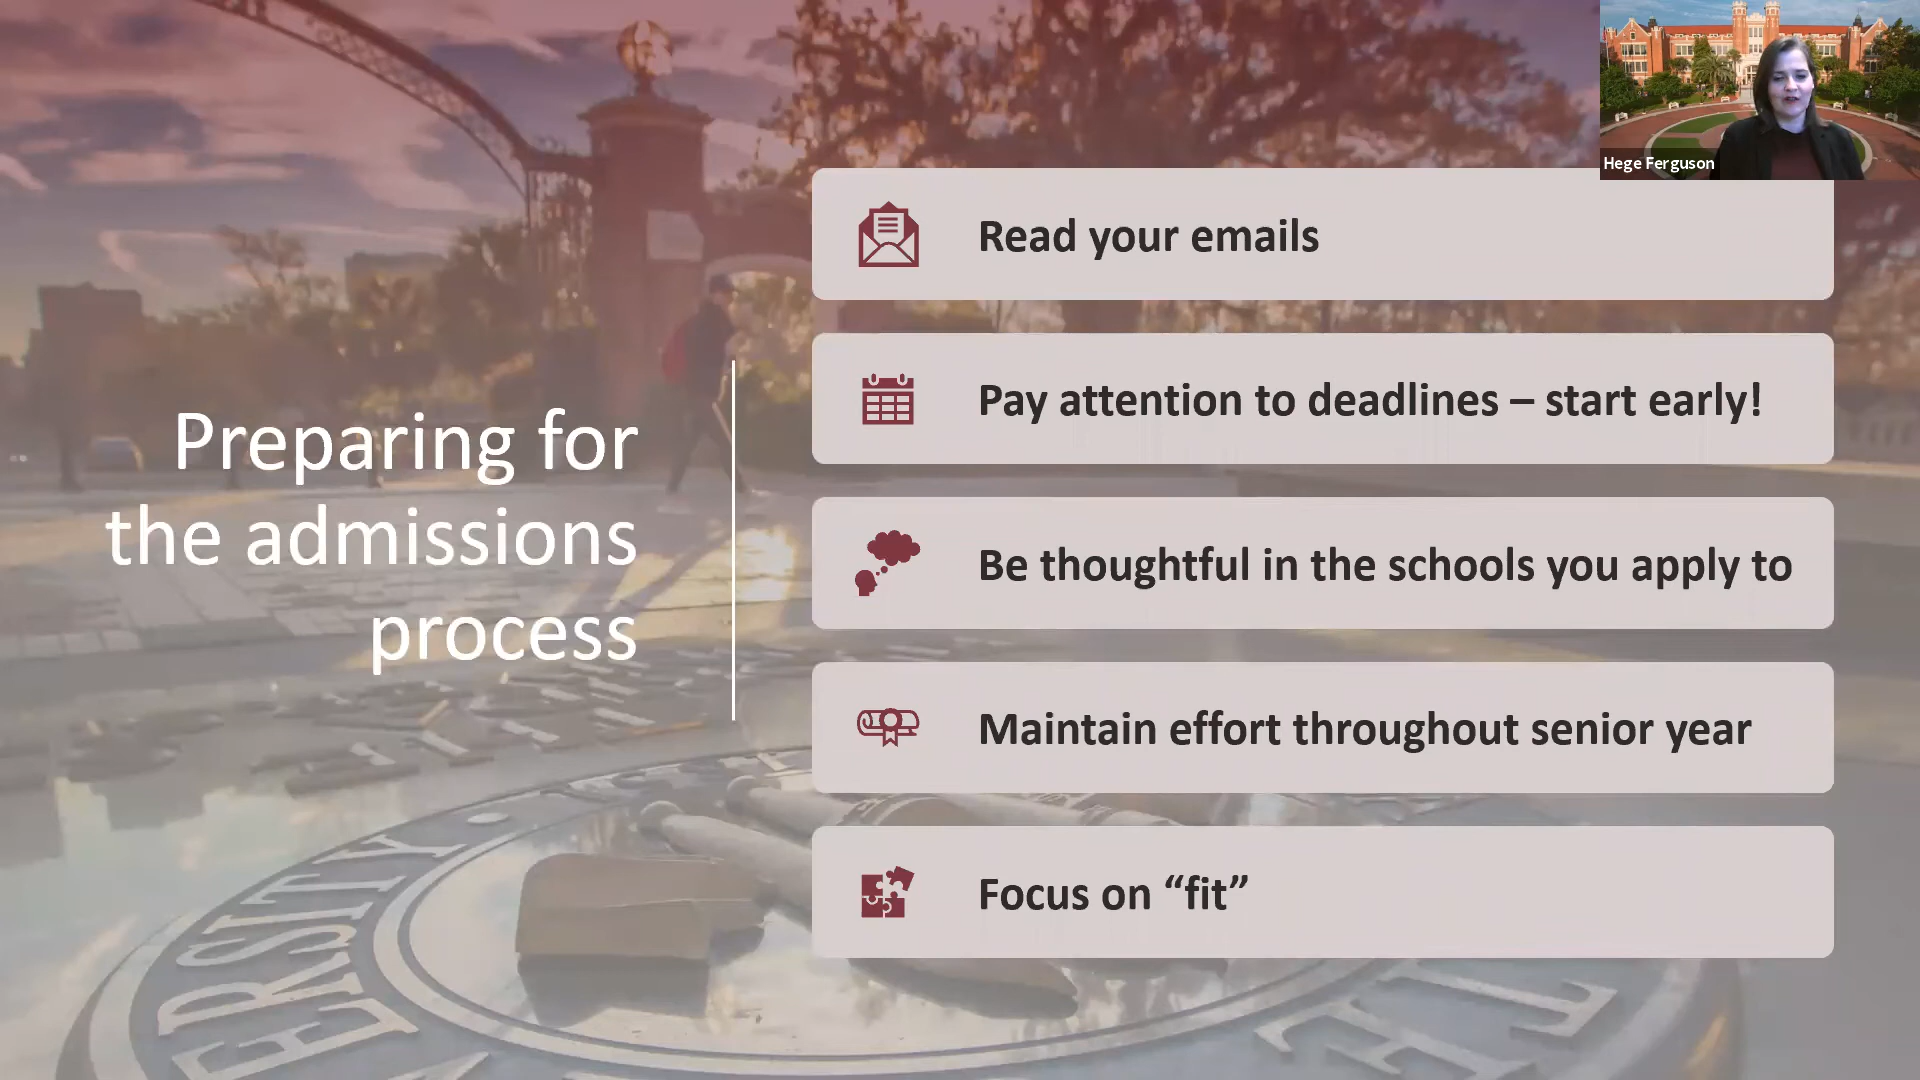 Hege Ferguson
Preparing for
the admissions
process
Read your emails
Pay attention to deadlines – start early!
Be thoughtful in the schools you apply to
Maintain effort throughout senior year
Focus on “fit”
ERSITY